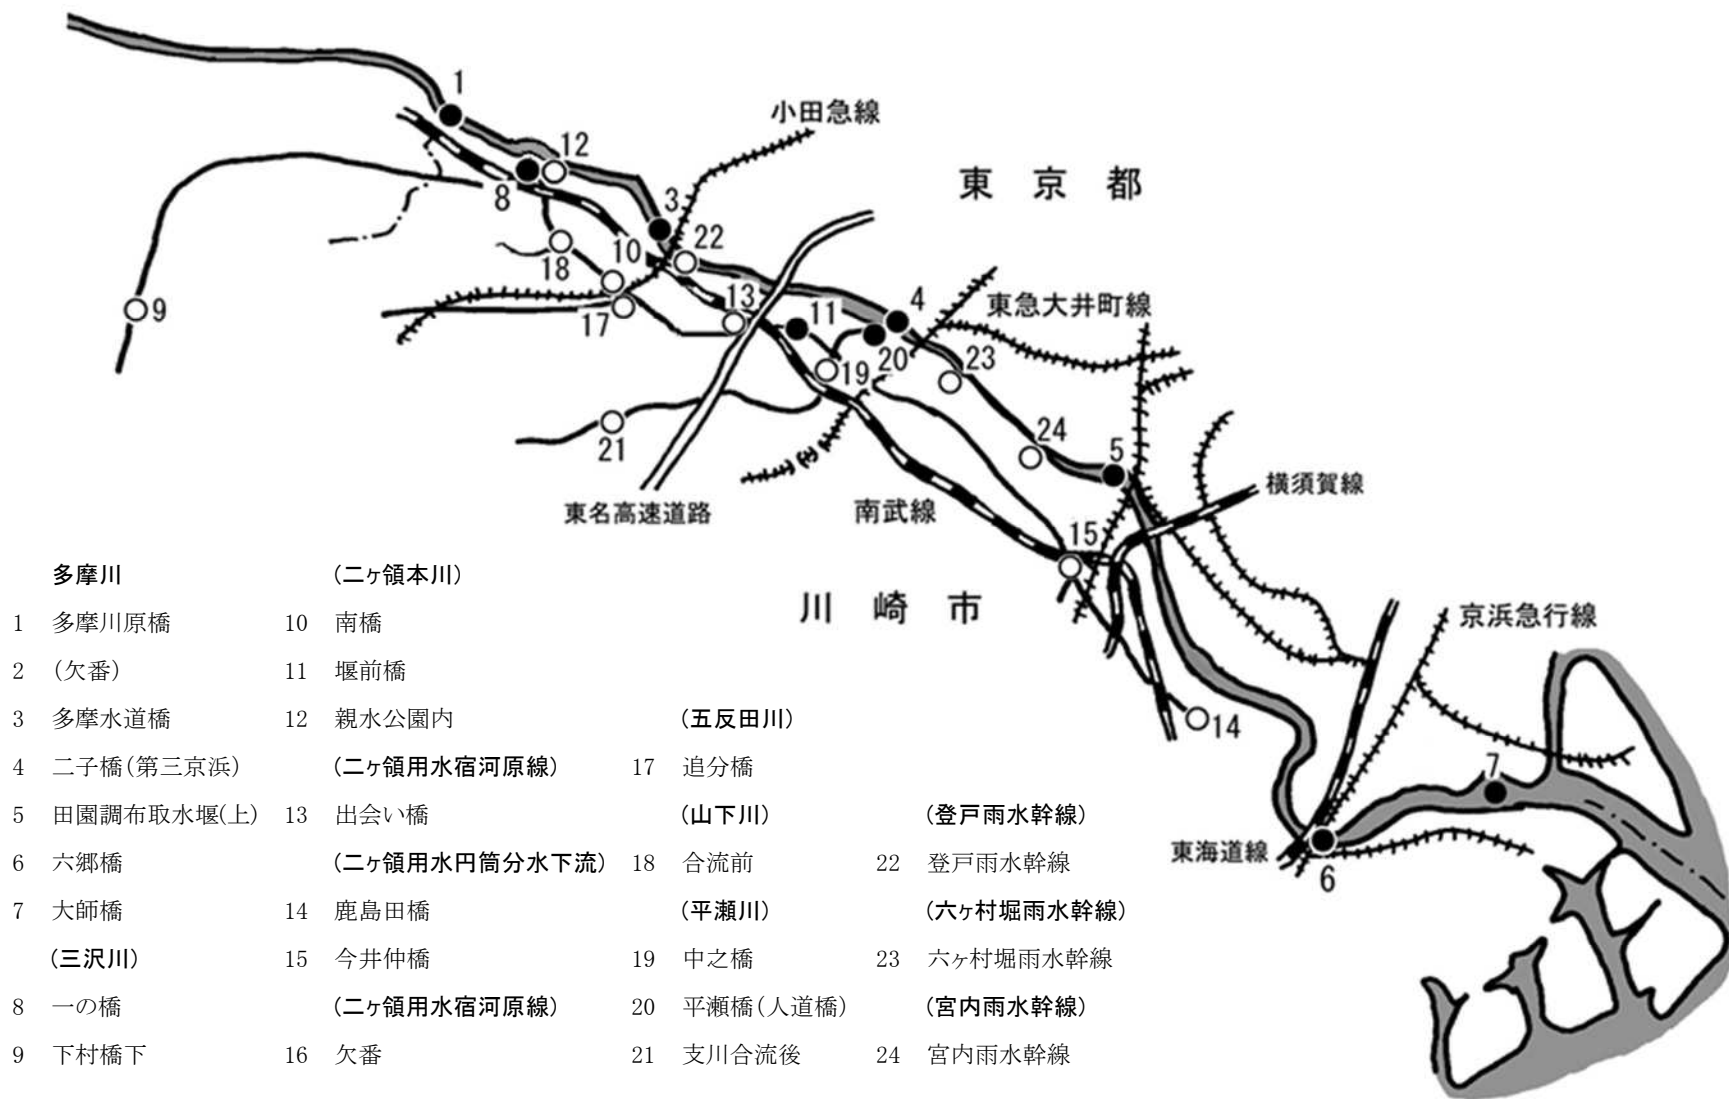 1
小田急線
12
東 京 都
8
3
22
10
18
9
13
17
11
4
東急大井町線
20
19
23
21
24
5
東名高速道路
南武線
横須賀線
15
川 崎 市
京浜急行線
14
7
東海道線
6
多摩川 (二ヶ領本川)
1 多摩川原橋 10 南橋
2 (欠番) 11 堰前橋
3 多摩水道橋 12 親水公園内 (五反田川)
4 二子橋(第三京浜) (二ヶ領用水宿河原線) 17 追分橋
5 田園調布取水堰(上) 13 出会い橋 (山下川) (登戸雨水幹線)
6 六郷橋 (二ヶ領用水円筒分水下流) 18 合流前 22 登戸雨水幹線
7 大師橋 14 鹿島田橋 (平瀬川) (六ヶ村堀雨水幹線)
(三沢川) 15 今井仲橋 19 中之橋 23 六ヶ村堀雨水幹線
8 一の橋 (二ヶ領用水宿河原線) 20 平瀬橋(人道橋) (宮内雨水幹線)
9 下村橋下 16 欠番 21 支川合流後 24 宮内雨水幹線